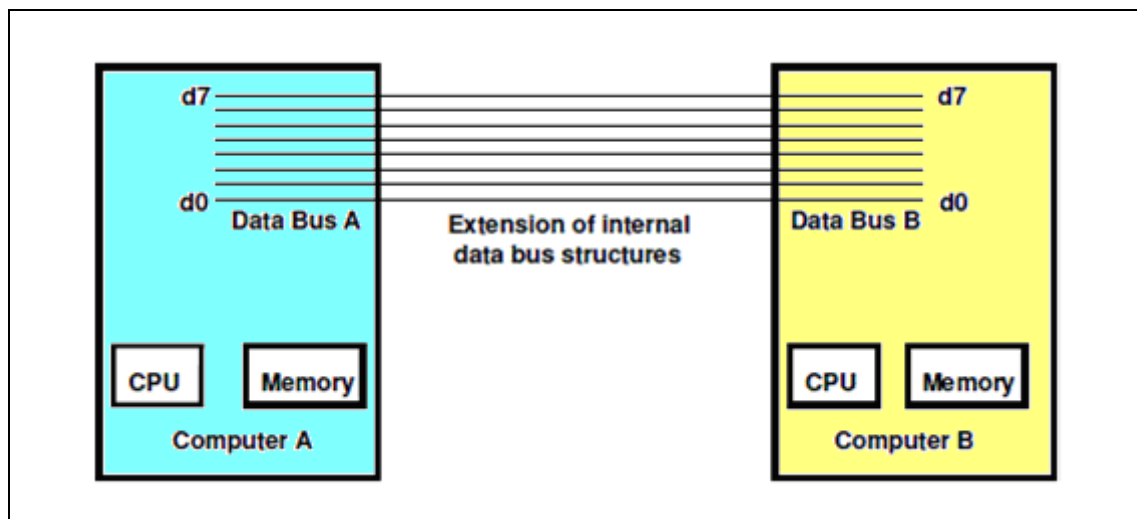 d7
d7
d0
d0
Data Bus A
Extension of internal
data bus structures
Data Bus B
CPU
Memory
CPU
Memory
Computer A
Computer B